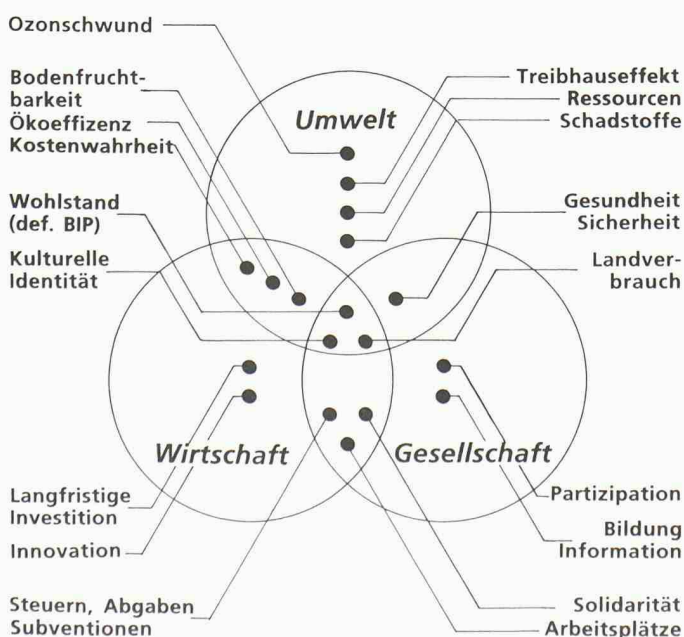 Ozonschwund
Bodenfrucht-
barkeit
Ökoeffizenz
Kostenwahrheit
Wohlstand
(def. BIP)
Kulturelle
Identität
Umwelt
Treibhauseffekt
Ressourcen
Schadstoffe
Gesundheit
Sicherheit
Landver-
brauch
Wirtschaft
Gesellschaft
Langfristige
Investition
Innovation
Steuern, Abgaben
Subventionen
Partizipation
Bildung
Information
Solidarität
Arbeitsplätze